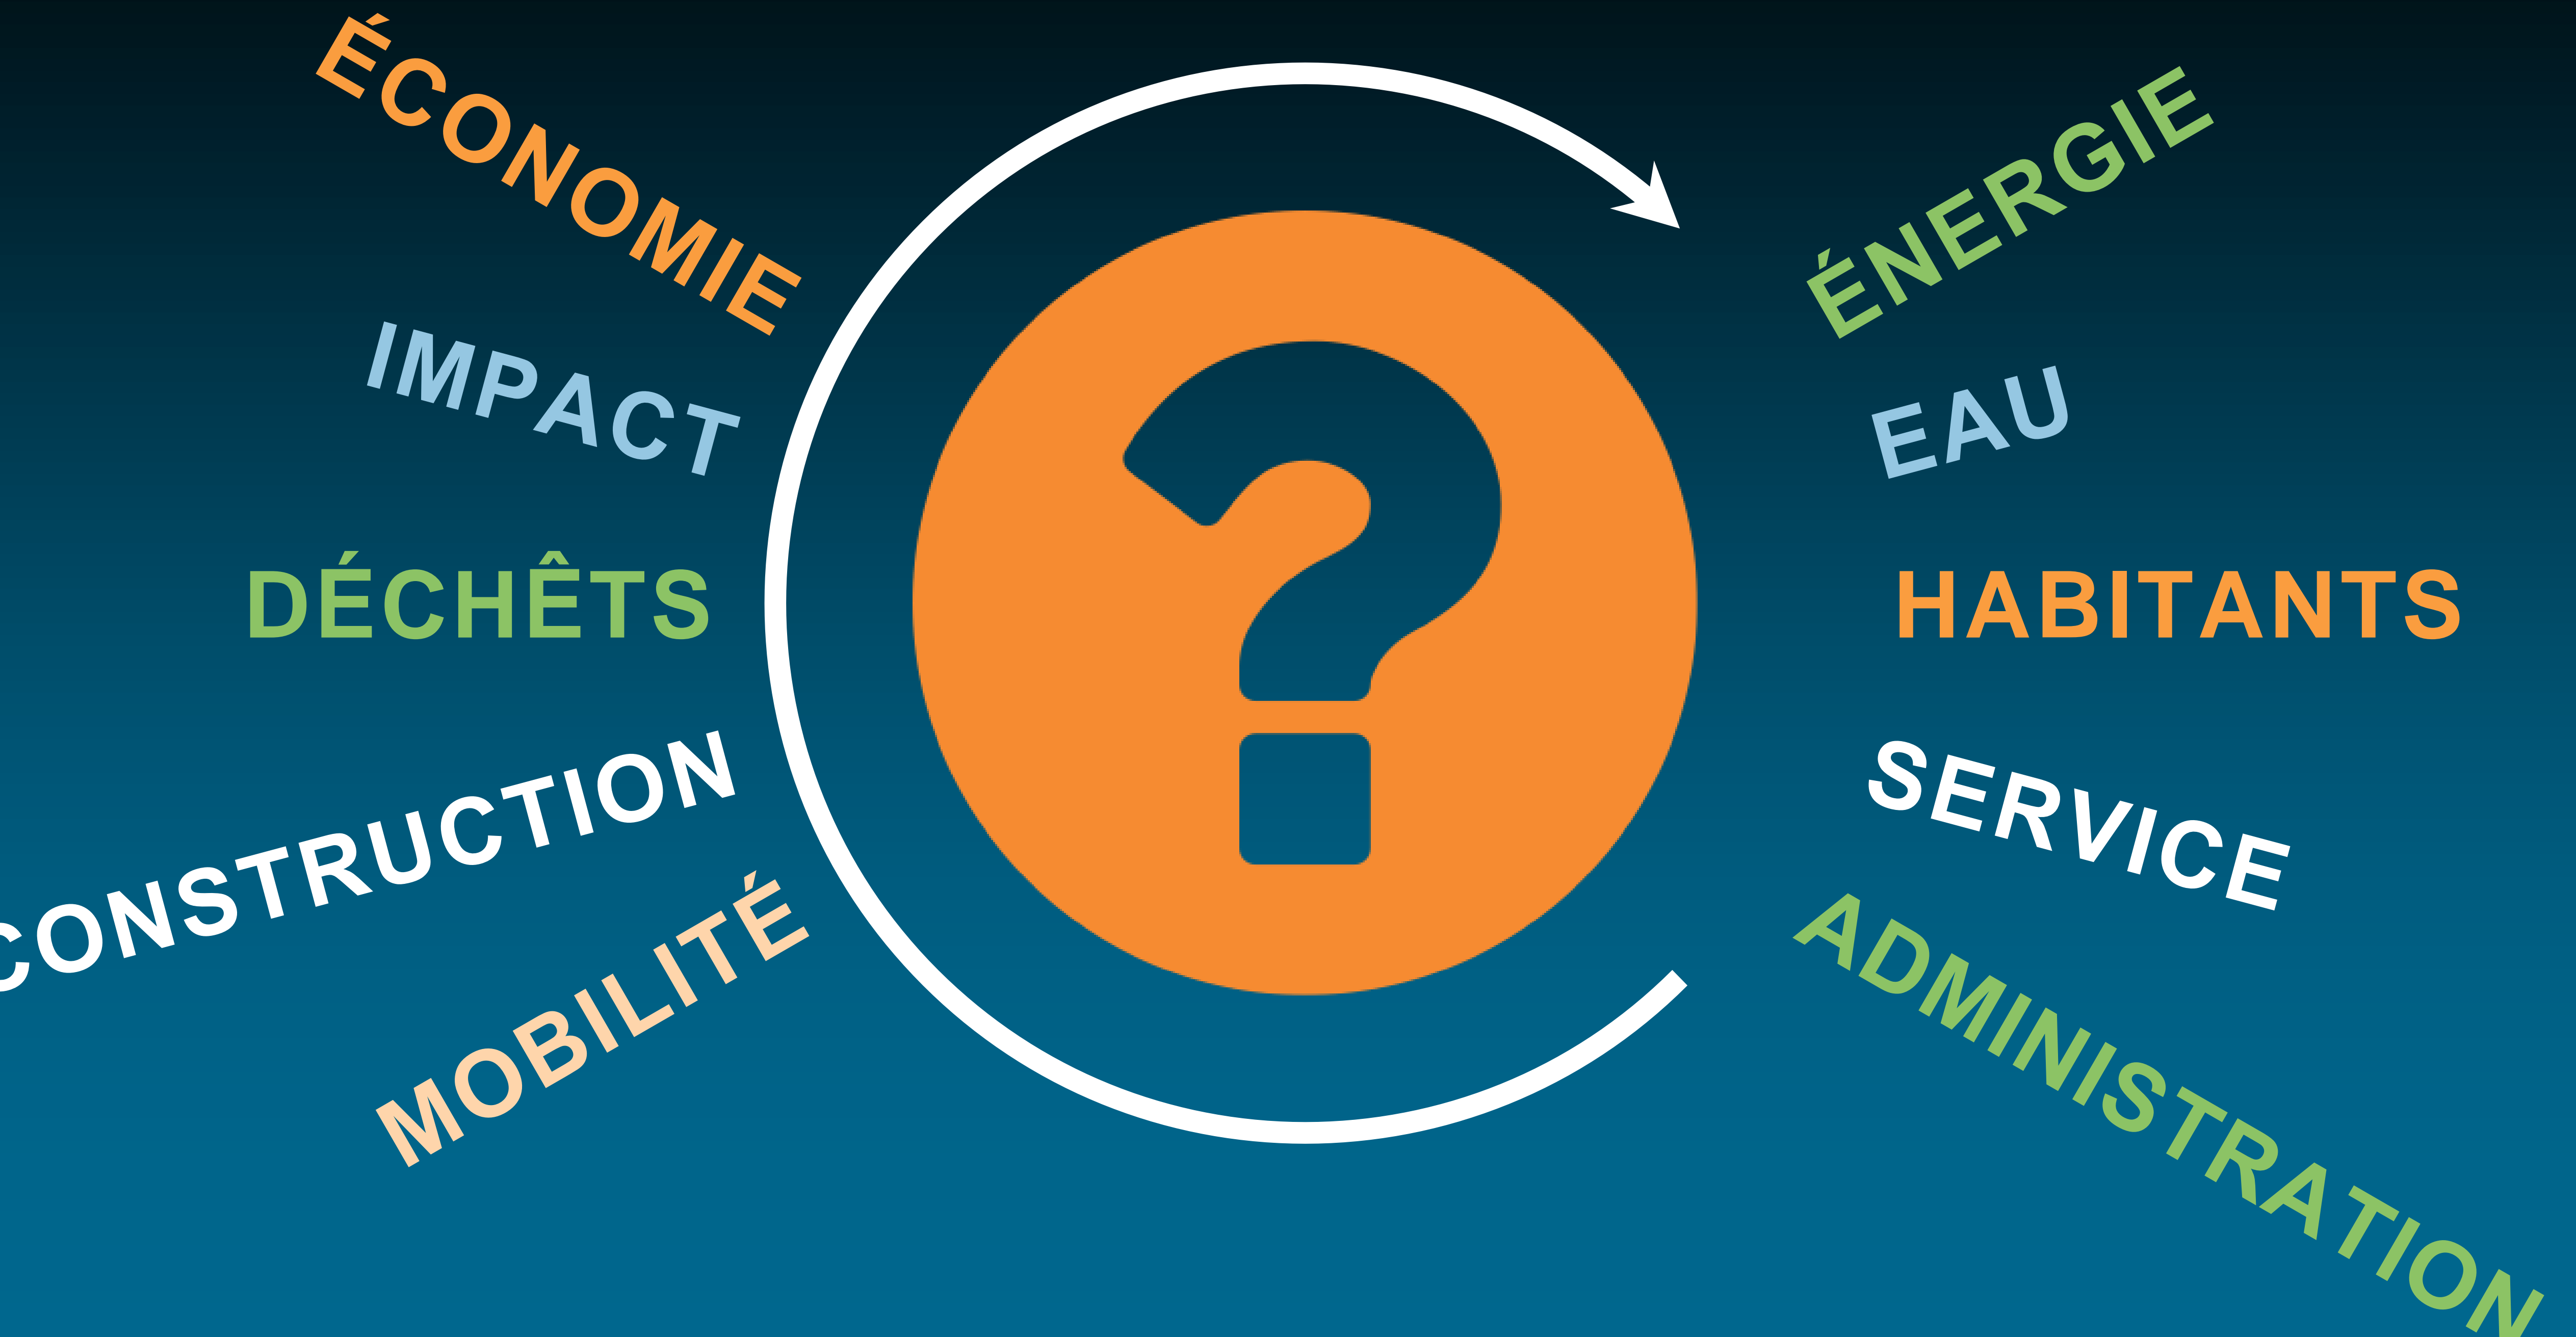 ÉCONOMIE
IMPACT
DÉCHÊTS
CONSTRUCTION
MOBILITÉ
?
ÉNERGIE
EAU
HABITANTS
SERVICE
ADMINISTRATION